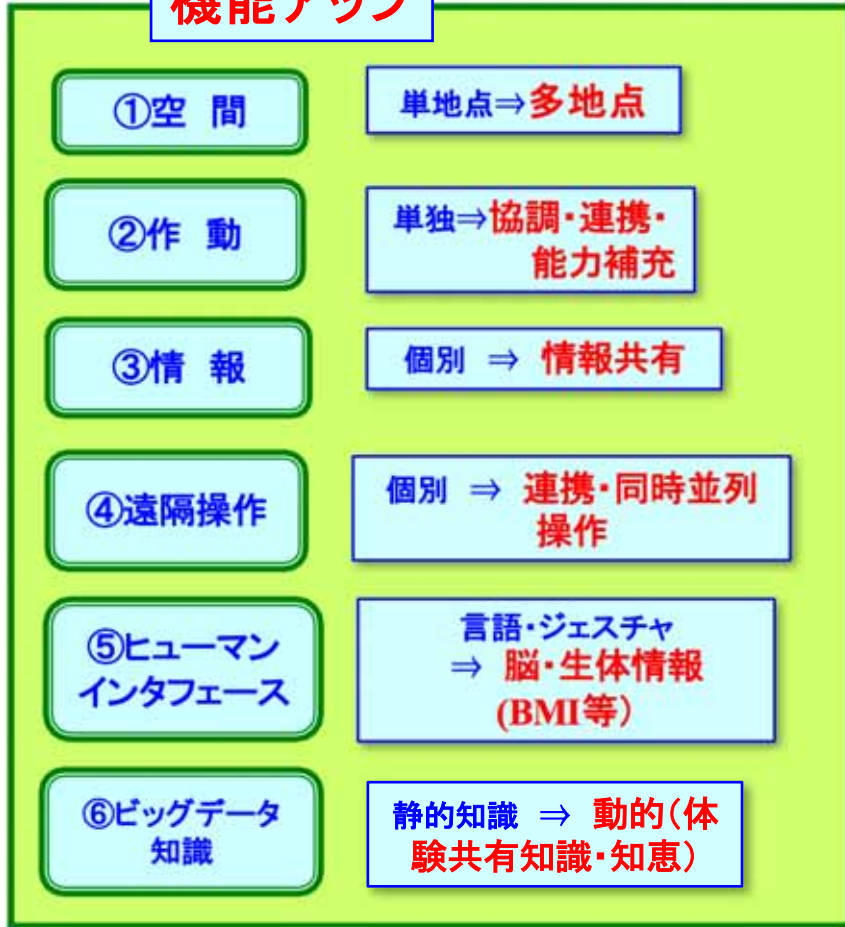 機能アップ
①空 間
単地点⇒多地点
②作 動
単独⇒協調・連携・
能力補充
③情 報
個別 ⇒ 情報共有
④遠隔操作
個別 ⇒ 連携・同時並列
操作
⑤ヒューマン
インタフェース
言語・ジェスチャ
⇒ 脳・生体情報
(BMI等)
⑥ビッグデータ
知識
静的知識 ⇒ 動的(体
験共有知識・知恵)